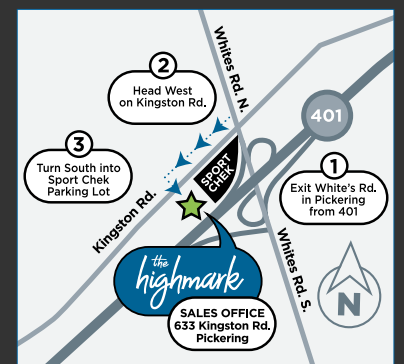 Whites Rd. N.
2
Head West
on Kingston Rd.
401
3
Turn South into
Sport Chek
Parking Lot
SPORT
CHEK
1
Exit White's Rd.
in Pickering
from 401
Kingston Rd.
Whites Rd. S.
the
highmark
SALES OFFICE
633 Kingston Rd.
Pickering
N